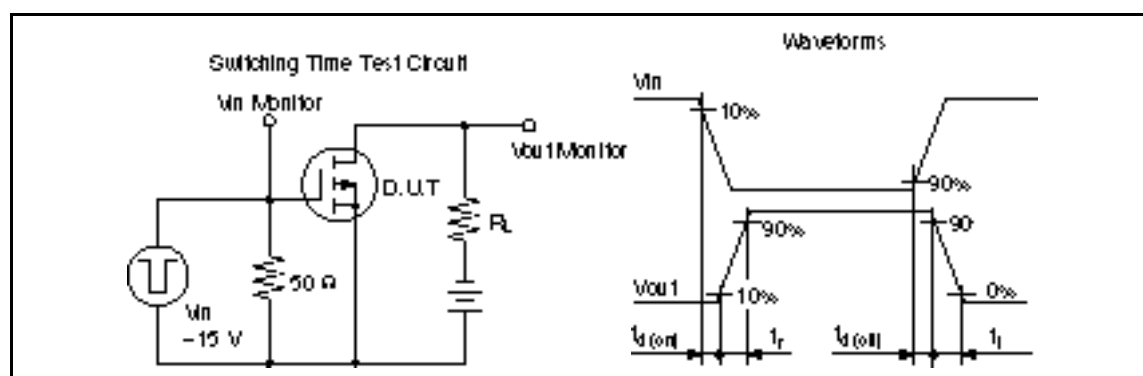 Switching Time Test Circuit
Vin Monitor
Vout Monitor
D.U.T
RL
50 Ω
Vin
−15 V
Waveforms
Vin
10%
90%
90%
90
Vout
10%
0%
td (on)
tr
td (off)
tf